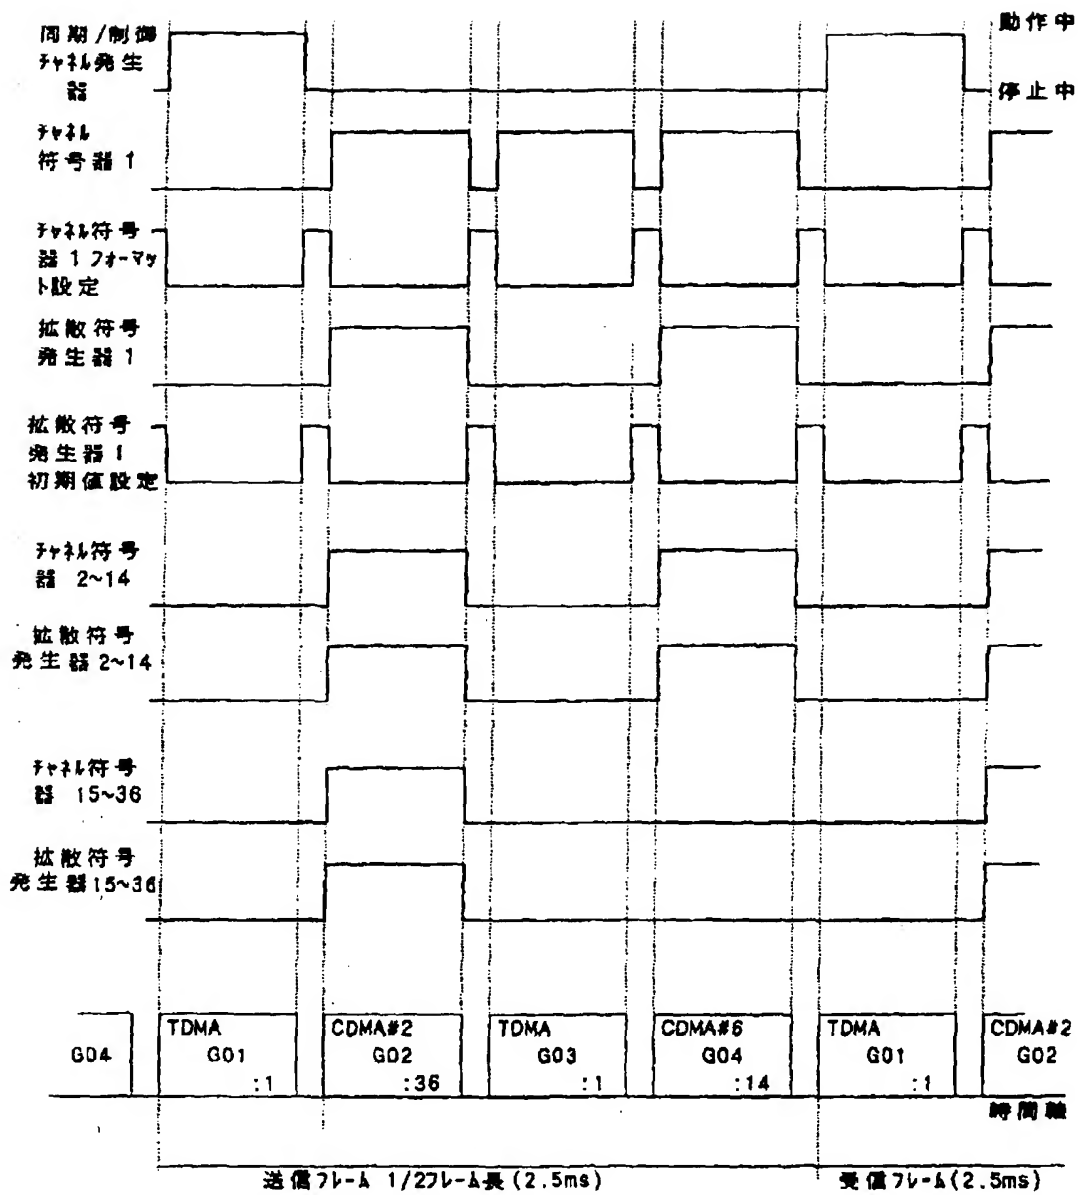 同期/制御
チャネル発生
器
動作中
停止中
チャネル
符号器 1
チャネル符号
器 1 フォーマッ
ト設定
拡散符号
発生器 1
拡散符号
発生器 1
初期値設定
チャネル符号
器 2~14
拡散符号
発生器 2~14
チャネル符号
器 15~36
拡散符号
発生器 15~36
G04
TDMA
G01
:1
CDMA#2
G02
:36
TDMA
G03
:1
CDMA#6
G04
:14
TDMA
G01
:1
CDMA#2
G02
時間軸
送信フレーム 1/2フレーム長 (2.5ms)
受信フレーム(2.5ms)